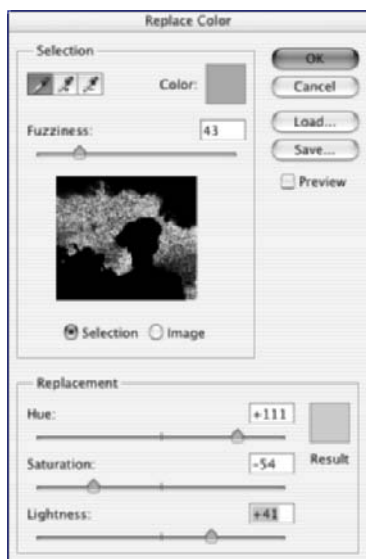 Replace Color
Selection
Color:
Fuzziness:
43
Selection
Image
OK
Cancel
Load...
Save...
Preview
Replacement
Hue:
+111
Saturation:
-54
Result
Lightness:
+41